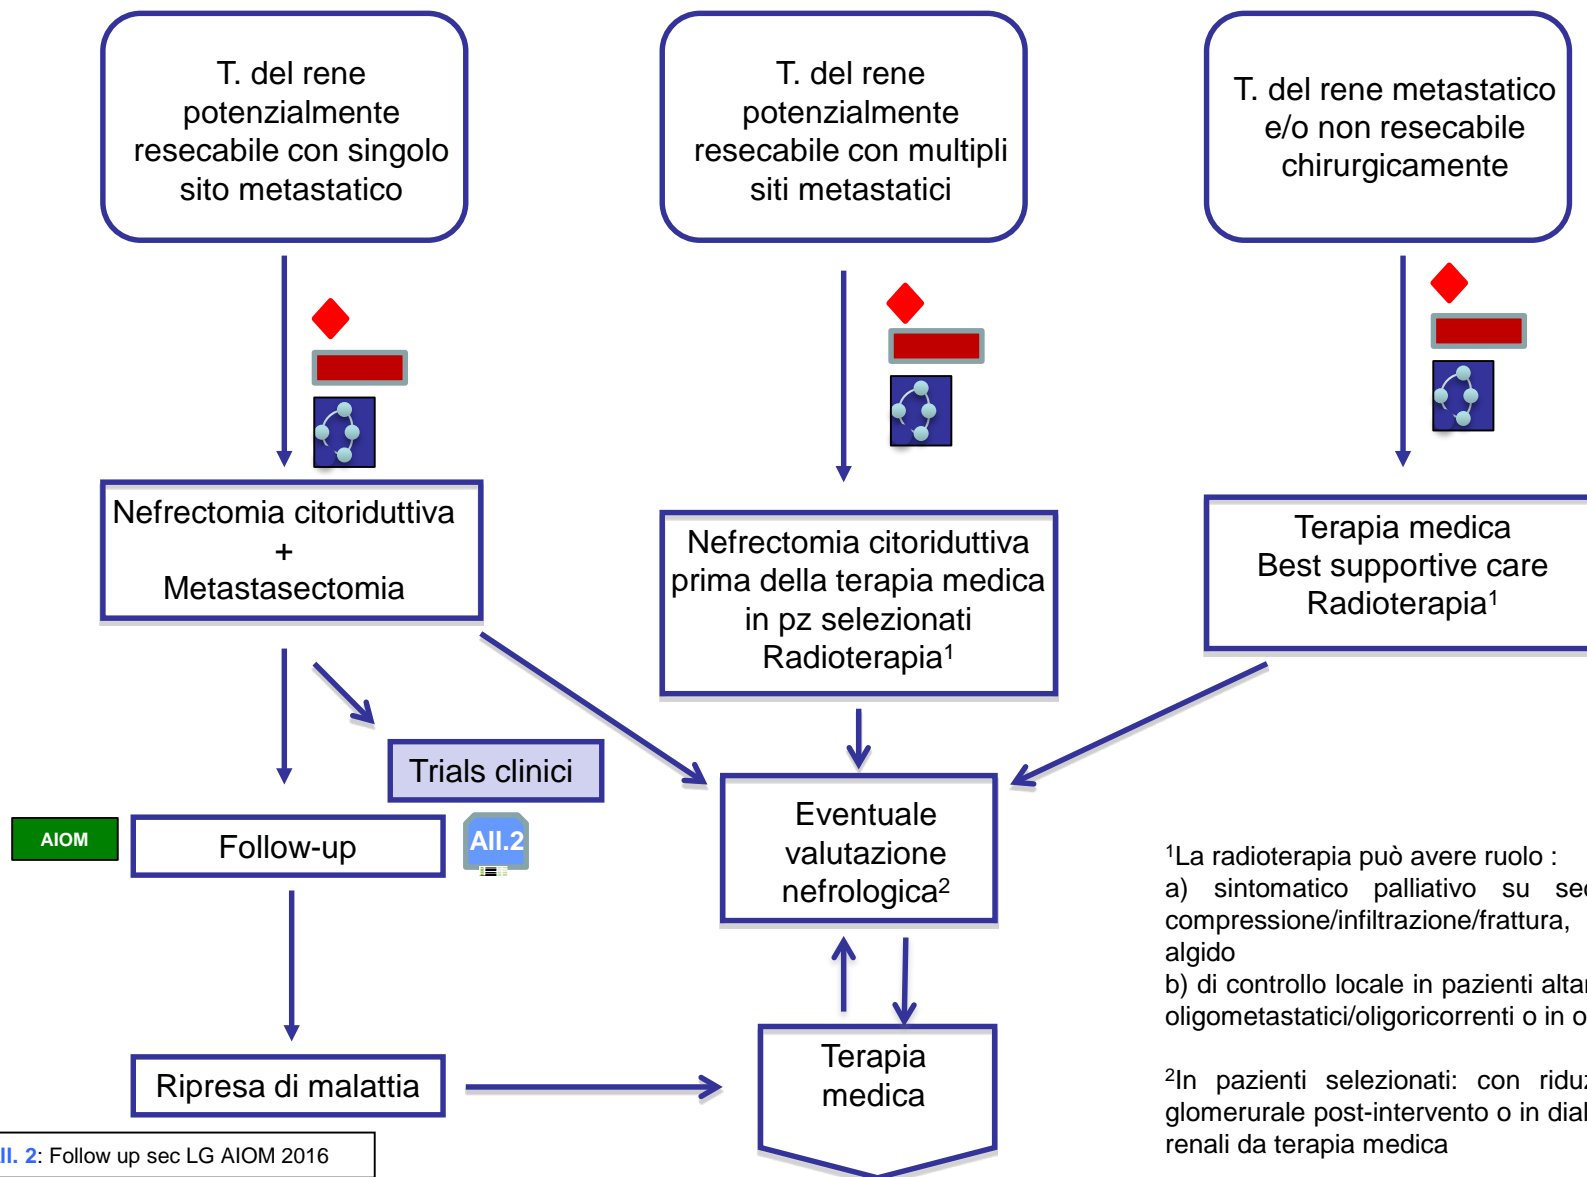 T. del rene
potenzialmente
resecabile con singolo
sito metastatico
T. del rene
potenzialmente
resecabile con multipli
siti metastatici
T. del rene metastatico
e/o non resecabile
chirurgicamente
Nefrectomia citoriduttiva
+
Metastasectomia
Nefrectomia citoriduttiva
prima della terapia medica
in pz selezionati
Radioterapia¹
Terapia medica
Best supportive care
Radioterapia¹
Trials clinici
AIOM
Follow-up
All.2
Eventuale
valutazione
nefrologica²
Ripresa di malattia
Terapia
medica
¹La radioterapia può avere ruolo :
a) sintomatico palliativo su
compressione/infiltrazione/frattura,
algido
b) di controllo locale in pazienti
oligometastatici/oligoricorrenti o in
²In pazienti selezionati: con
glomerurale post-intervento o in
renali da terapia medica
2: Follow up sec LG AIOM 2016